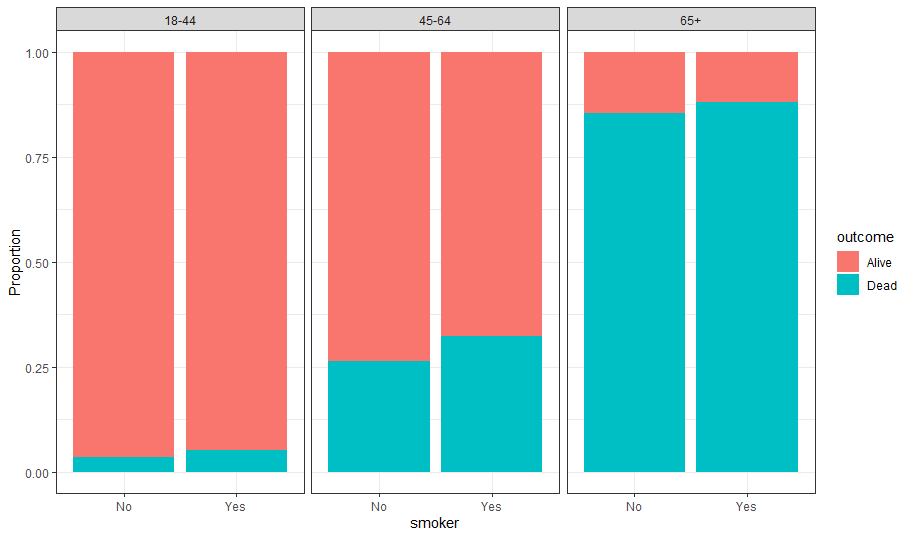 18-44
45-64
65+
1.00
0.75
0.50
0.25
0.00
Proportion
No
Yes
No
Yes
No
Yes
smoker
outcome
Alive
Dead